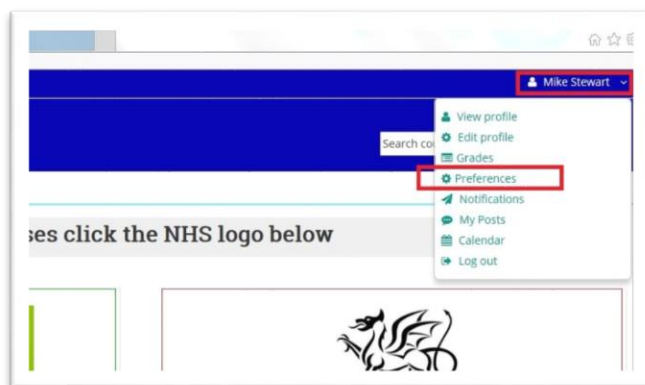 Mike Stewart
View profile
Edit profile
Search co
Grades
Preferences
Notifications
My Posts
ses click the NHS logo below
Calendar
Log out